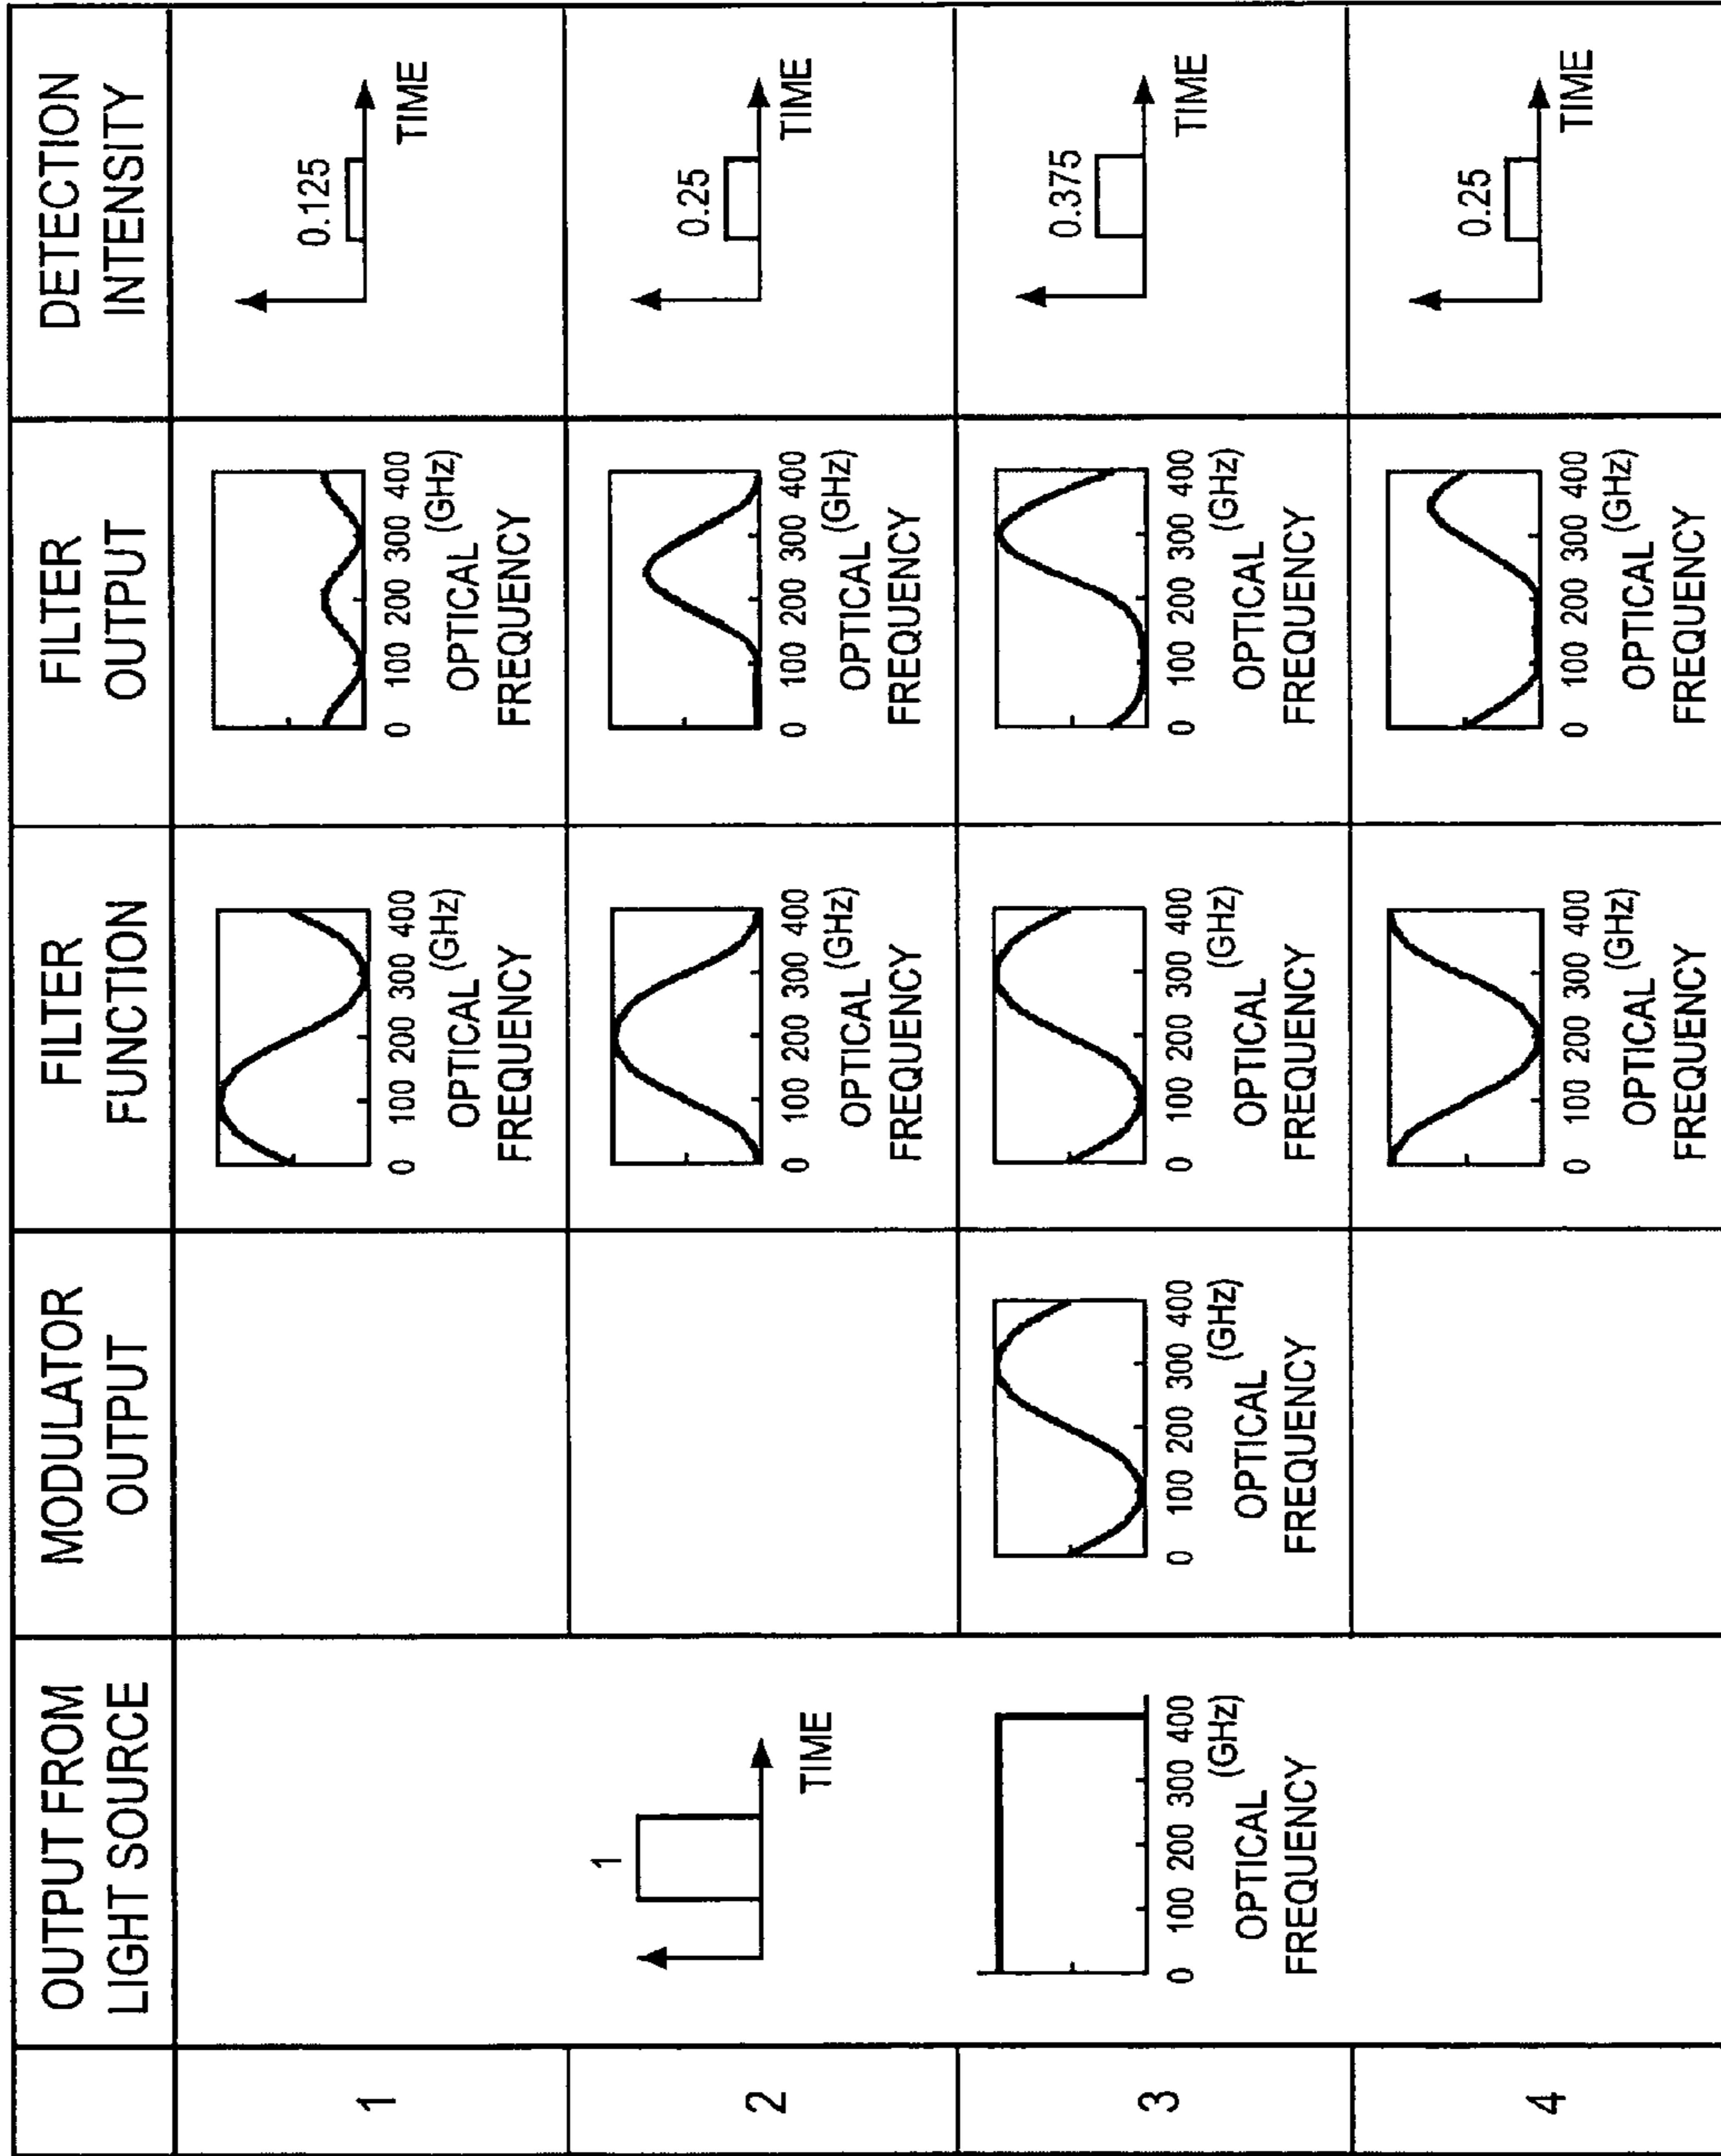 OUTPUT FROM
LIGHT SOURCE
MODULATOR
OUTPUT
FILTER
FUNCTION
FILTER
OUTPUT
DETECTION
INTENSITY
1
0 100 200 300 400
(GHz)
OPTICAL
FREQUENCY
0 100 200 300 400
(GHz)
OPTICAL
FREQUENCY
0.125
TIME
2
1
TIME
0 100 200 300 400
(GHz)
OPTICAL
FREQUENCY
0 100 200 300 400
(GHz)
OPTICAL
FREQUENCY
0.25
TIME
3
0 100 200 300 400
(GHz)
OPTICAL
FREQUENCY
0 100 200 300 400
(GHz)
OPTICAL
FREQUENCY
0 100 200 300 400
(GHz)
OPTICAL
FREQUENCY
0 100 200 300 400
(GHz)
OPTICAL
FREQUENCY
0.375
TIME
4
0 100 200 300 400
(GHz)
OPTICAL
FREQUENCY
0 100 200 300 400
(GHz)
OPTICAL
FREQUENCY
0.25
TIME